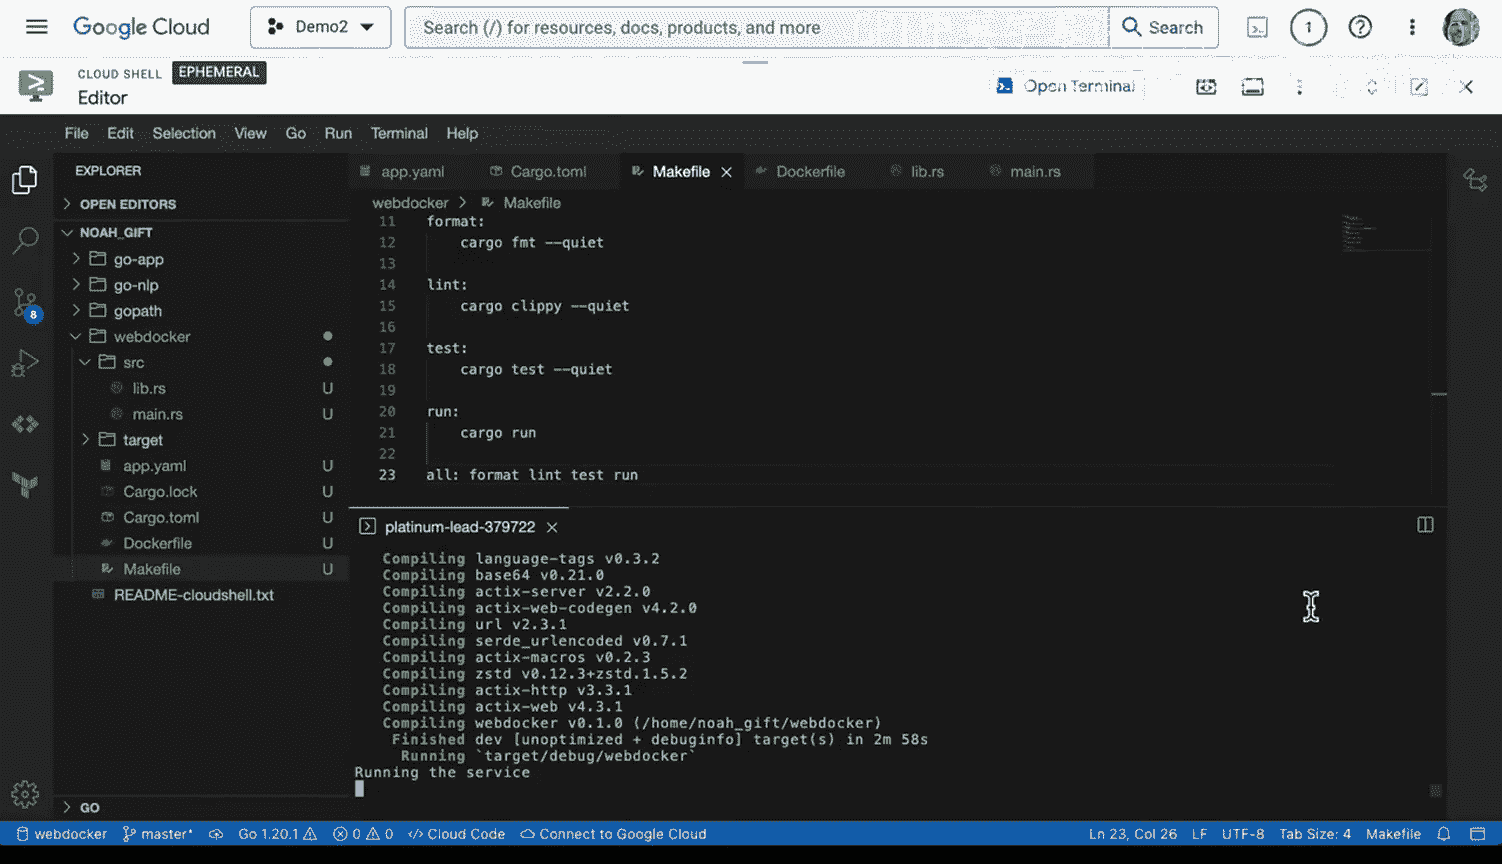 Google Cloud
Demo2
Search (/) for resources, docs, products, and more
Search
1
CLOUD SHELL
EPHEMERAL
Editor
Open Terminal
File Edit Selection View Go Run Terminal Help
EXPLORER
OPEN EDITORS
NOAH_GIFT
go-app
go-nlp
gopath
webdocker
src
lib.rs U
main.rs U
target
app.yaml U
Cargo.lock U
Cargo.toml U
Dockerfile U
Makefile U
README-cloudshell.txt
GO
8
app.yaml Cargo.toml Makefile Dockerfile lib.rs main.rs
webdocker > Makefile
11 format:
12 cargo fmt --quiet
13
14 lint:
15 cargo clippy --quiet
16
17 test:
18 cargo test --quiet
19
20 run:
21 cargo run
22
23 all: format lint test run
platinum-lead-379722
Compiling language-tags v0.3.2
Compiling base64 v0.21.0
Compiling actix-server v2.2.0
Compiling actix-web-codegen v4.2.0
Compiling url v2.3.1
Compiling serde_urlencoded v0.7.1
Compiling actix-macros v0.2.3
Compiling zstd v0.12.3+zstd.1.5.2
Compiling actix-http v3.3.1
Compiling actix-web v4.3.1
Compiling webdocker v0.1.0 (/home/noah_gift/webdocker)
Finished dev [unoptimized + debuginfo] target(s) in 2m 58s
Running `target/debug/webdocker`
Running the service
webdocker master* Go 1.20.1 0 0 </> Cloud Code Connect to Google Cloud Ln 23, Col 26 LF UTF-8 Tab Size: 4 Makefile